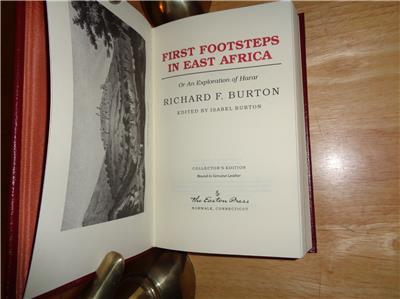 FIRST FOOTSTEPS
IN EAST AFRICA
Or An Exploration of Harar
RICHARD F. BURTON
EDITED BY ISABEL BURTON
COLLECTOR'S EDITION
Bound in Genuine Leather
The Easton Press
NORWALK, CONNECTICUT